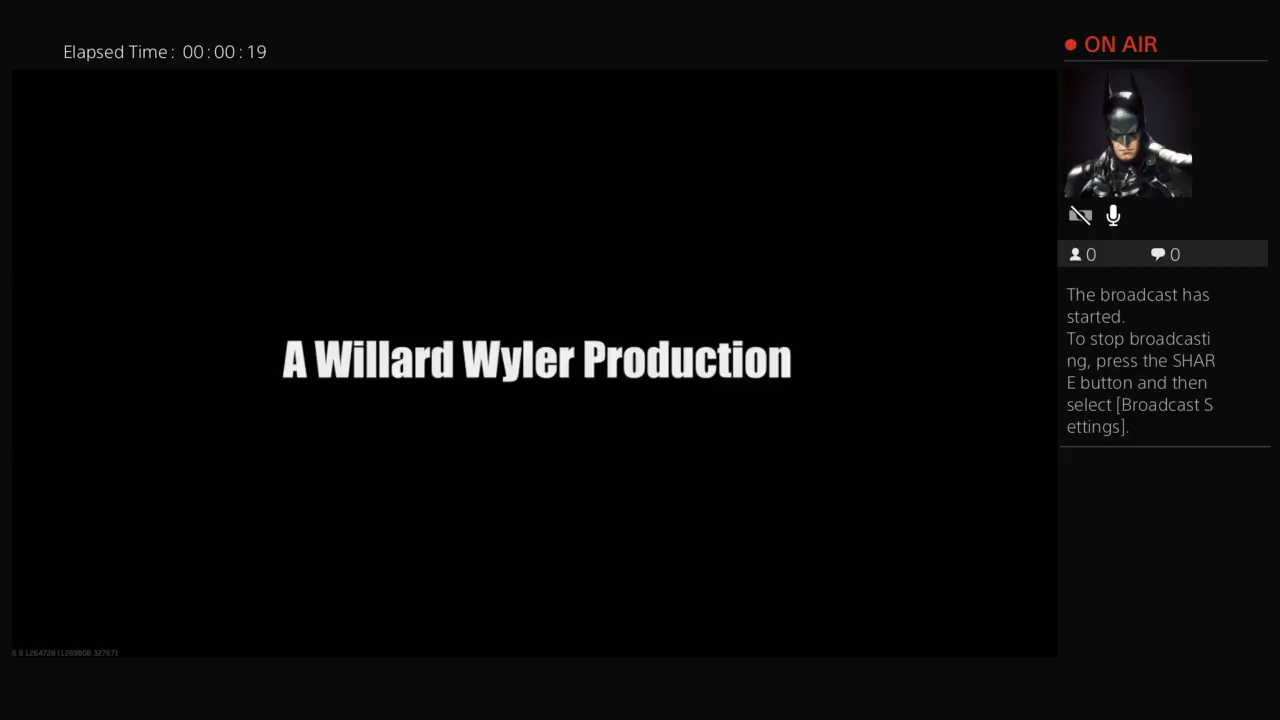 Elapsed Time: 00:00:19
ON AIR
0 0
A Willard Wyler Production
The broadcast has
started.
To stop broadcasti
ng, press the SHAR
E button and then
select [Broadcast S
ettings].